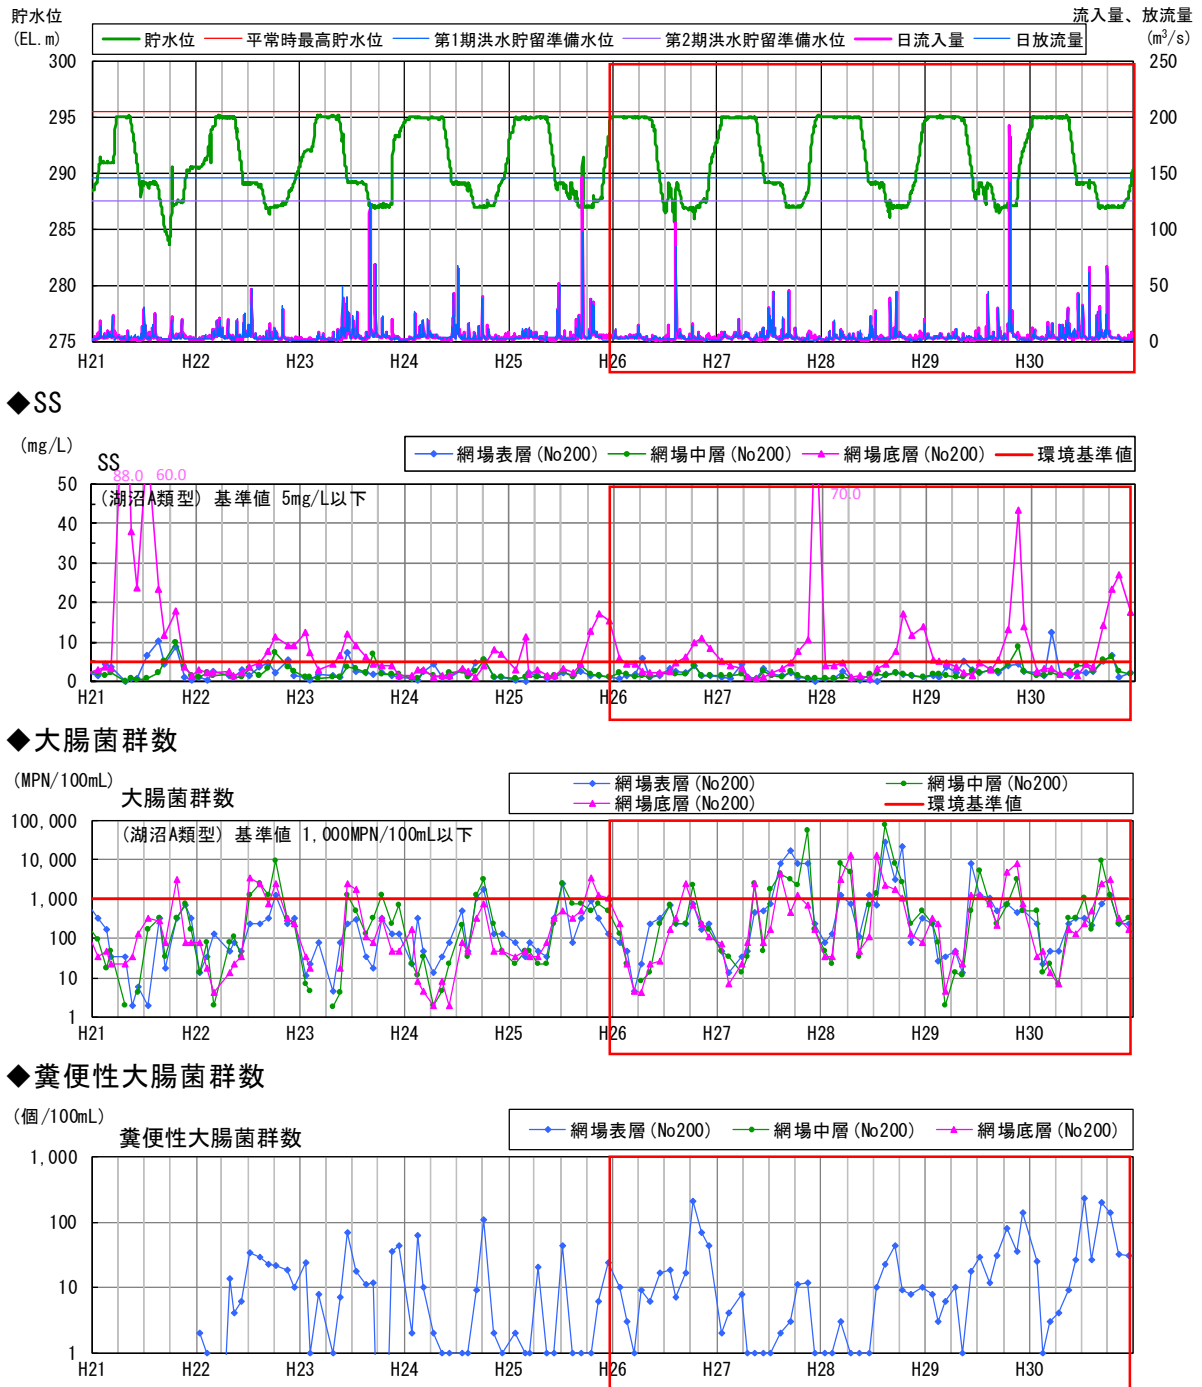 貯水位 流入量、放流量
(EL.m) (m³/s)
貯水位 平常時最高貯水位 第1期洪水貯留準備水位 第2期洪水貯留準備水位 日流入量 日放流量
300 250
295 200
290 150
285 100
280 50
275 0
H21 H22 H23 H24 H25 H26 H27 H28 H29 H30
◆SS
(mg/L)
SS
網場表層(No200) 網場中層(No200) 網場底層(No200) 環境基準値
88.0 60.0
(湖沼A類型) 基準値 5mg/L以下
70.0
50
40
30
20
10
0
H21 H22 H23 H24 H25 H26 H27 H28 H29 H30
◆大腸菌群数
(MPN/100mL)
大腸菌群数
網場表層(No200) 網場中層(No200)
網場底層(No200) 環境基準値
(湖沼A類型) 基準値 1,000MPN/100mL以下
100,000
10,000
1,000
100
10
1
H21 H22 H23 H24 H25 H26 H27 H28 H29 H30
◆糞便性大腸菌群数
(個/100mL)
糞便性大腸菌群数
網場表層(No200) 網場中層(No200) 網場底層(No200)
1,000
100
10
1
H21 H22 H23 H24 H25 H26 H27 H28 H29 H30